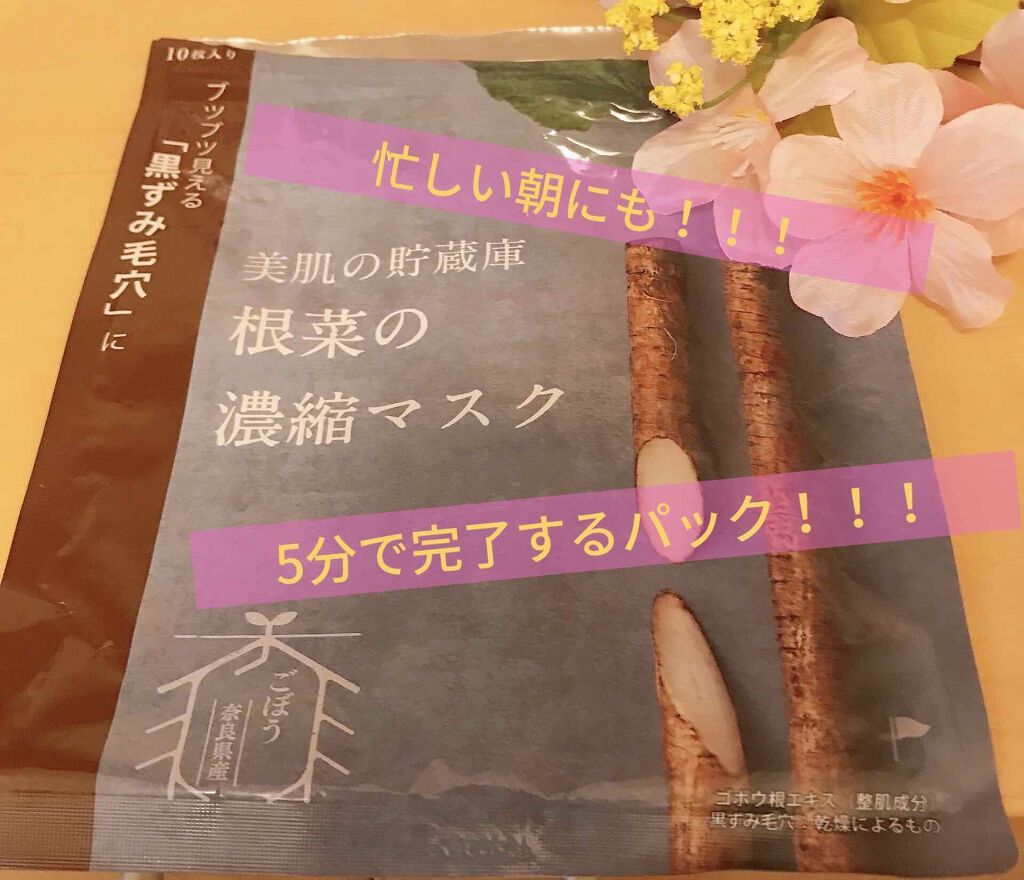 10枚入り
ブツブツ見える
「黒ずみ毛穴」に
忙しい朝にも！！！
美肌の貯蔵庫
根菜の
濃縮マスク
5分で完了するパック！！！
ごぼう
奈良県産
ゴボウ根エキス（整肌成分）
黒ずみ毛穴：乾燥によるもの